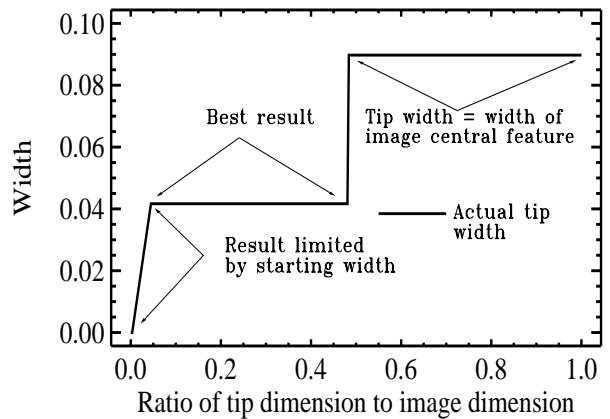 0.10
0.08
0.06
0.04
0.02
0.00
Width
Best result
Tip width = width of
image central feature
Actual tip
width
Result limited
by starting width
0.0 0.2 0.4 0.6 0.8 1.0
Ratio of tip dimension to image dimension